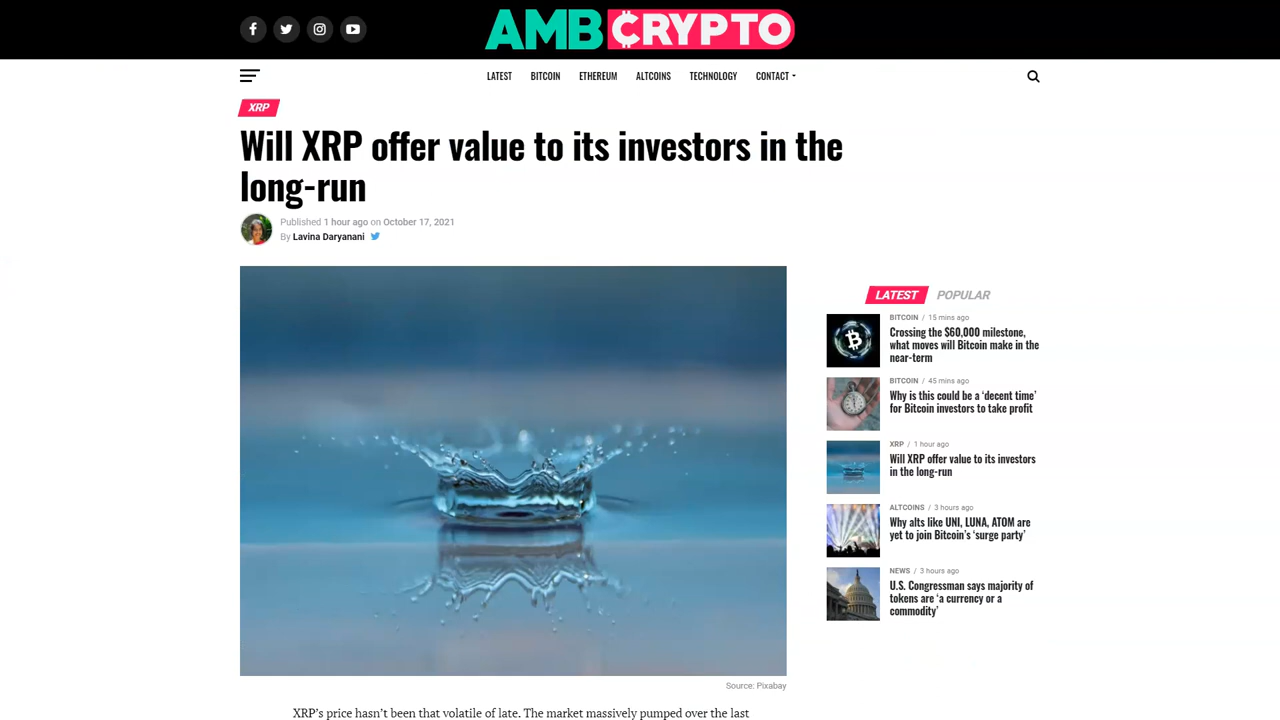 AMBCRYPTO
LATEST BITCOIN ETHEREUM ALTCOINS TECHNOLOGY CONTACT
XRP
Will XRP offer value to its investors in the
long-run
Published 1 hour ago on October 17, 2021
By Lavina Daryanani
LATEST POPULAR
BITCOIN / 15 mins ago
Crossing the $60,000 milestone,
what moves will Bitcoin make in the
near-term
BITCOIN / 45 mins ago
Why is this could be a ‘decent time’
for Bitcoin investors to take profit
XRP / 1 hour ago
Will XRP offer value to its investors
in the long-run
ALTCOINS / 3 hours ago
Why alts like UNI, LUNA, ATOM are
yet to join Bitcoin’s ‘surge party’
NEWS / 3 hours ago
U.S. Congressman says majority of
tokens are ‘a currency or a
commodity’
Source: Pixabay
XRP’s price hasn’t been that volatile of late. The market massively pumped over the last